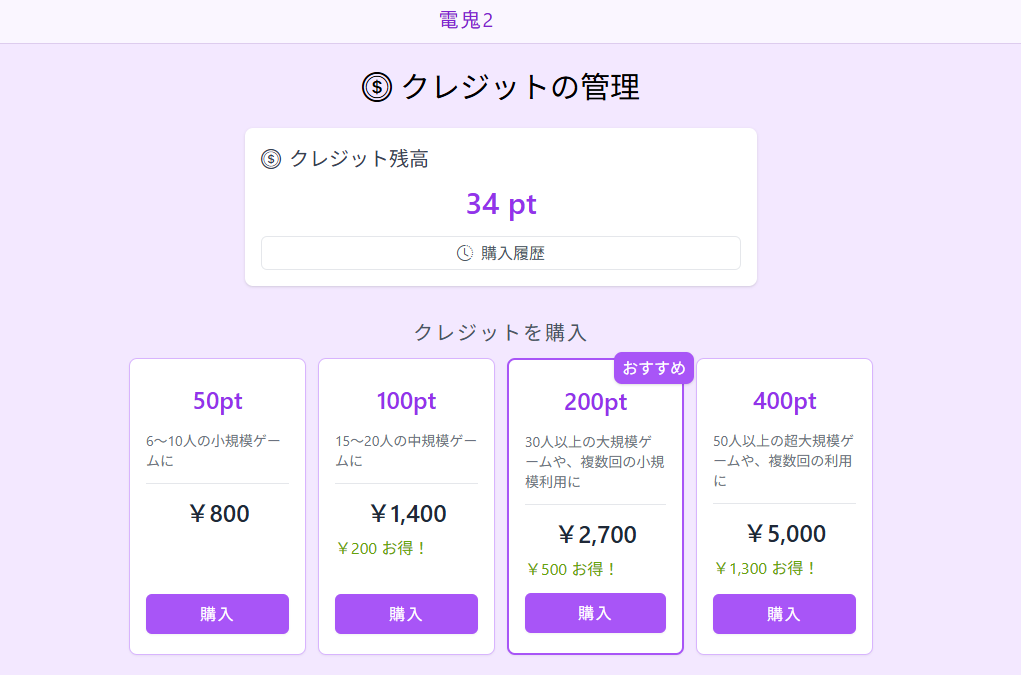 電鬼2
クレジットの管理
クレジット残高
34 pt
購入履歴
クレジットを購入
50pt
6〜10人の小規模ゲー
ムに
￥800
購入
100pt
15〜20人の中規模ゲー
ムに
￥1,400
￥200 お得！
購入
おすすめ
200pt
30人以上の大規模ゲ
ームや、複数回の小規
模利用に
￥2,700
￥500 お得！
購入
400pt
50人以上の超大規模ゲ
ームや、複数回の利用
に
￥5,000
￥1,300 お得！
購入